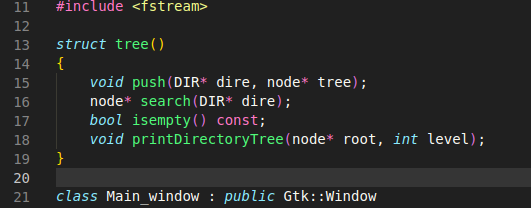 11 #include <fstream>
12
13 struct tree()
14 {
15     void push(DIR* dire, node* tree);
16     node* search(DIR* dire);
17     bool isempty() const;
18     void printDirectoryTree(node* root, int level);
19 }
20
21 class Main_window : public Gtk::Window